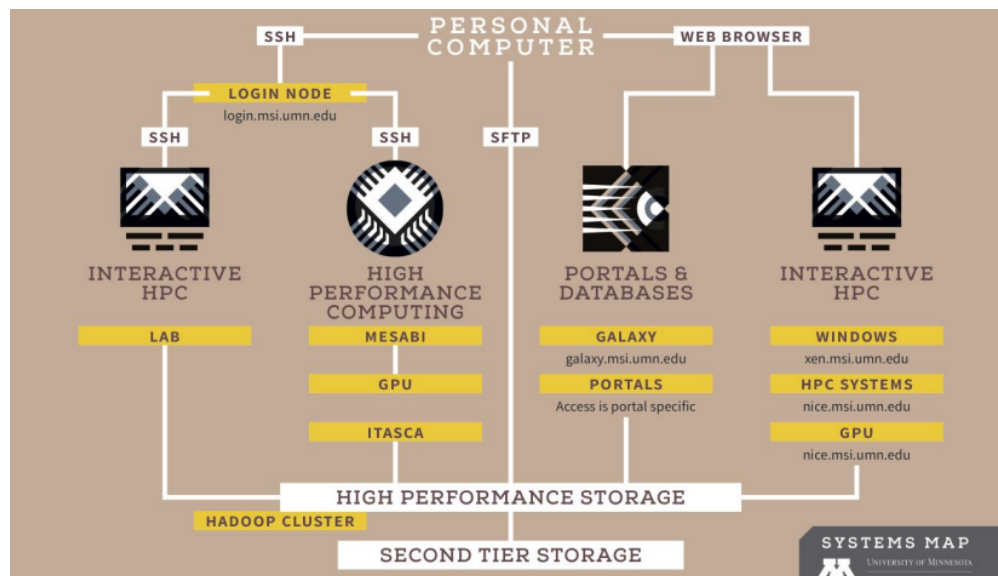 PERSONAL
COMPUTER
SSH
WEB BROWSER
LOGIN NODE
login.msi.umn.edu
SSH
SSH
SFTP
INTERACTIVE
HPC
HIGH
PERFORMANCE
COMPUTING
PORTALS &
DATABASES
INTERACTIVE
HPC
LAB
MESABI
GPU
ITASCA
GALAXY
galaxy.msi.umn.edu
PORTALS
Access is portal specific
WINDOWS
xen.msi.umn.edu
HPC SYSTEMS
nice.msi.umn.edu
GPU
nice.msi.umn.edu
HIGH PERFORMANCE STORAGE
HADOOP CLUSTER
SECOND TIER STORAGE
SYSTEMS MAP
UNIVERSITY OF MINNESOTA